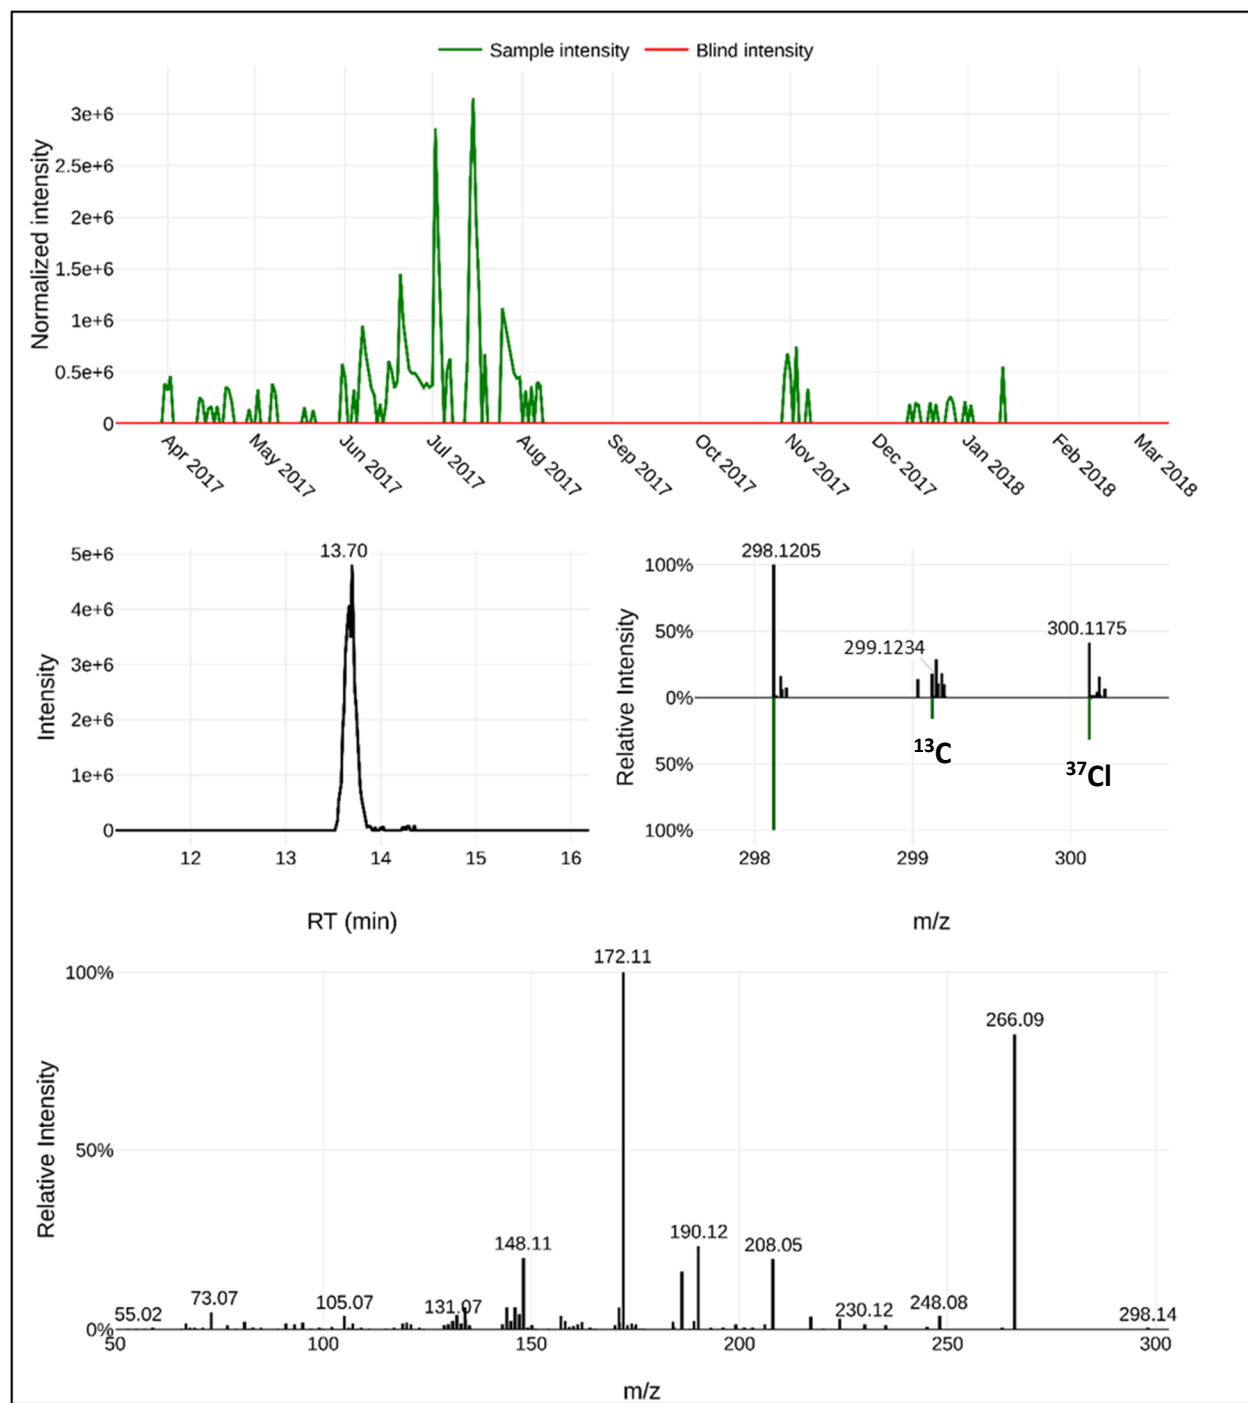 Sample intensity Blind intensity
Normalized intensity
3e+6
2.5e+6
2e+6
1.5e+6
1e+6
0.5e+6
0
Apr 2017 May 2017 Jun 2017 Jul 2017 Aug 2017 Sep 2017 Oct 2017 Nov 2017 Dec 2017 Jan 2018 Feb 2018 Mar 2018
Intensity
5e+6
4e+6
3e+6
2e+6
1e+6
0
13.70
12 13 14 15 16
RT (min)
Relative Intensity
100%
50%
0%
50%
100%
298.1205
299.1234
300.1175
13C
37Cl
298 299 300
m/z
Relative Intensity
100%
50%
0%
172.11
266.09
190.12
148.11
208.05
73.07
105.07
131.07
230.12
248.08
55.02
298.14
50 100 150 200 250 300
m/z